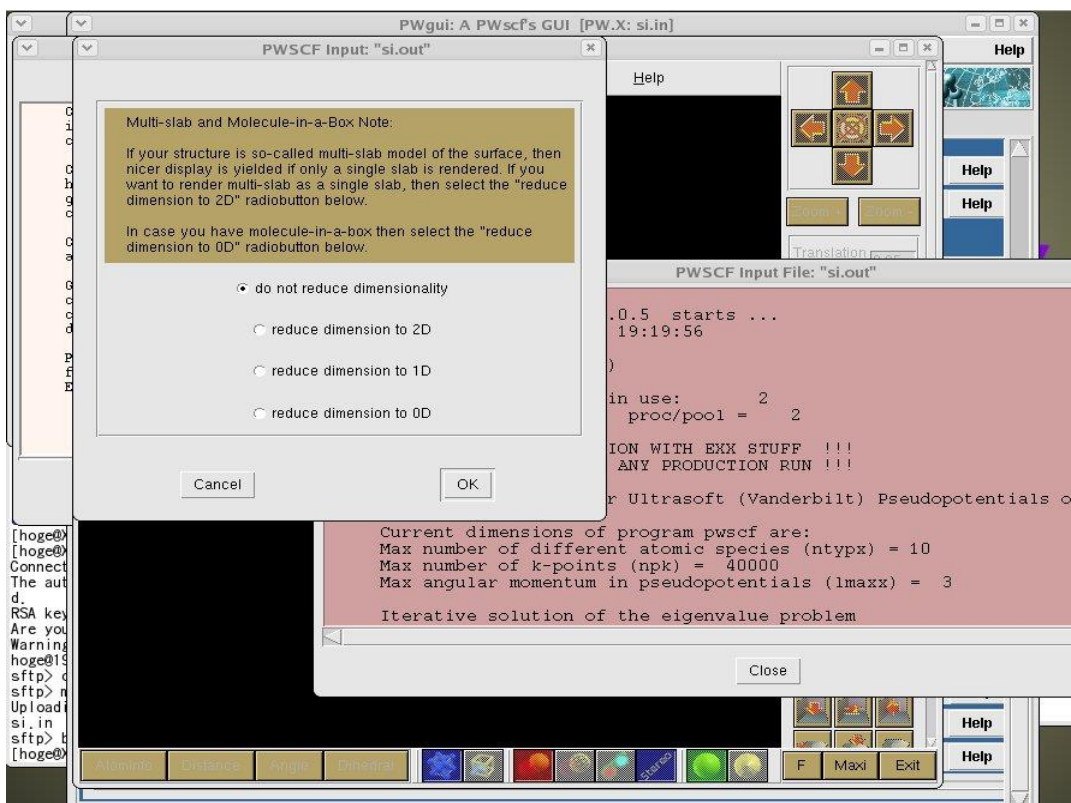 PWgui: A PWscf's GUI [PW.X: si.in]
PWSCF Input: "si.out"
Help
Help
Multi-slab and Molecule-in-a-Box Note:
If your structure is so-called multi-slab model of the surface, then
nicer display is yielded if only a single slab is rendered. If you
want to render multi-slab as a single slab, then select the "reduce
dimension to 2D" radiobutton below.
In case you have molecule-in-a-box then select the "reduce
dimension to 0D" radiobutton below.
do not reduce dimensionality
reduce dimension to 2D
reduce dimension to 1D
reduce dimension to 0D
Cancel
OK
Zoom +
Zoom -
Translation
Help
Help
PWSCF Input File: "si.out"
.0.5 starts ...
19:19:56
)
in use: 2
proc/pool = 2
ION WITH EXX STUFF !!!
ANY PRODUCTION RUN !!!
r Ultrasoft (Vanderbilt) Pseudopotentials o
Current dimensions of program pwscf are:
Max number of different atomic species (ntypx) = 10
Max number of k-points (npk) = 40000
Max angular momentum in pseudopotentials (lmaxx) = 3
Iterative solution of the eigenvalue problem
Close
[hoge@X
[hoge@X
Connect
The aut
d.
RSA key
Are you
Warning
hoge@19
sftp> c
sftp> m
Uploadi
si.in
sftp> b
[hoge@X
AtomInfo
Distance
Angle
Dihedral
Stereo
F
Maxi
Exit
Help
Help